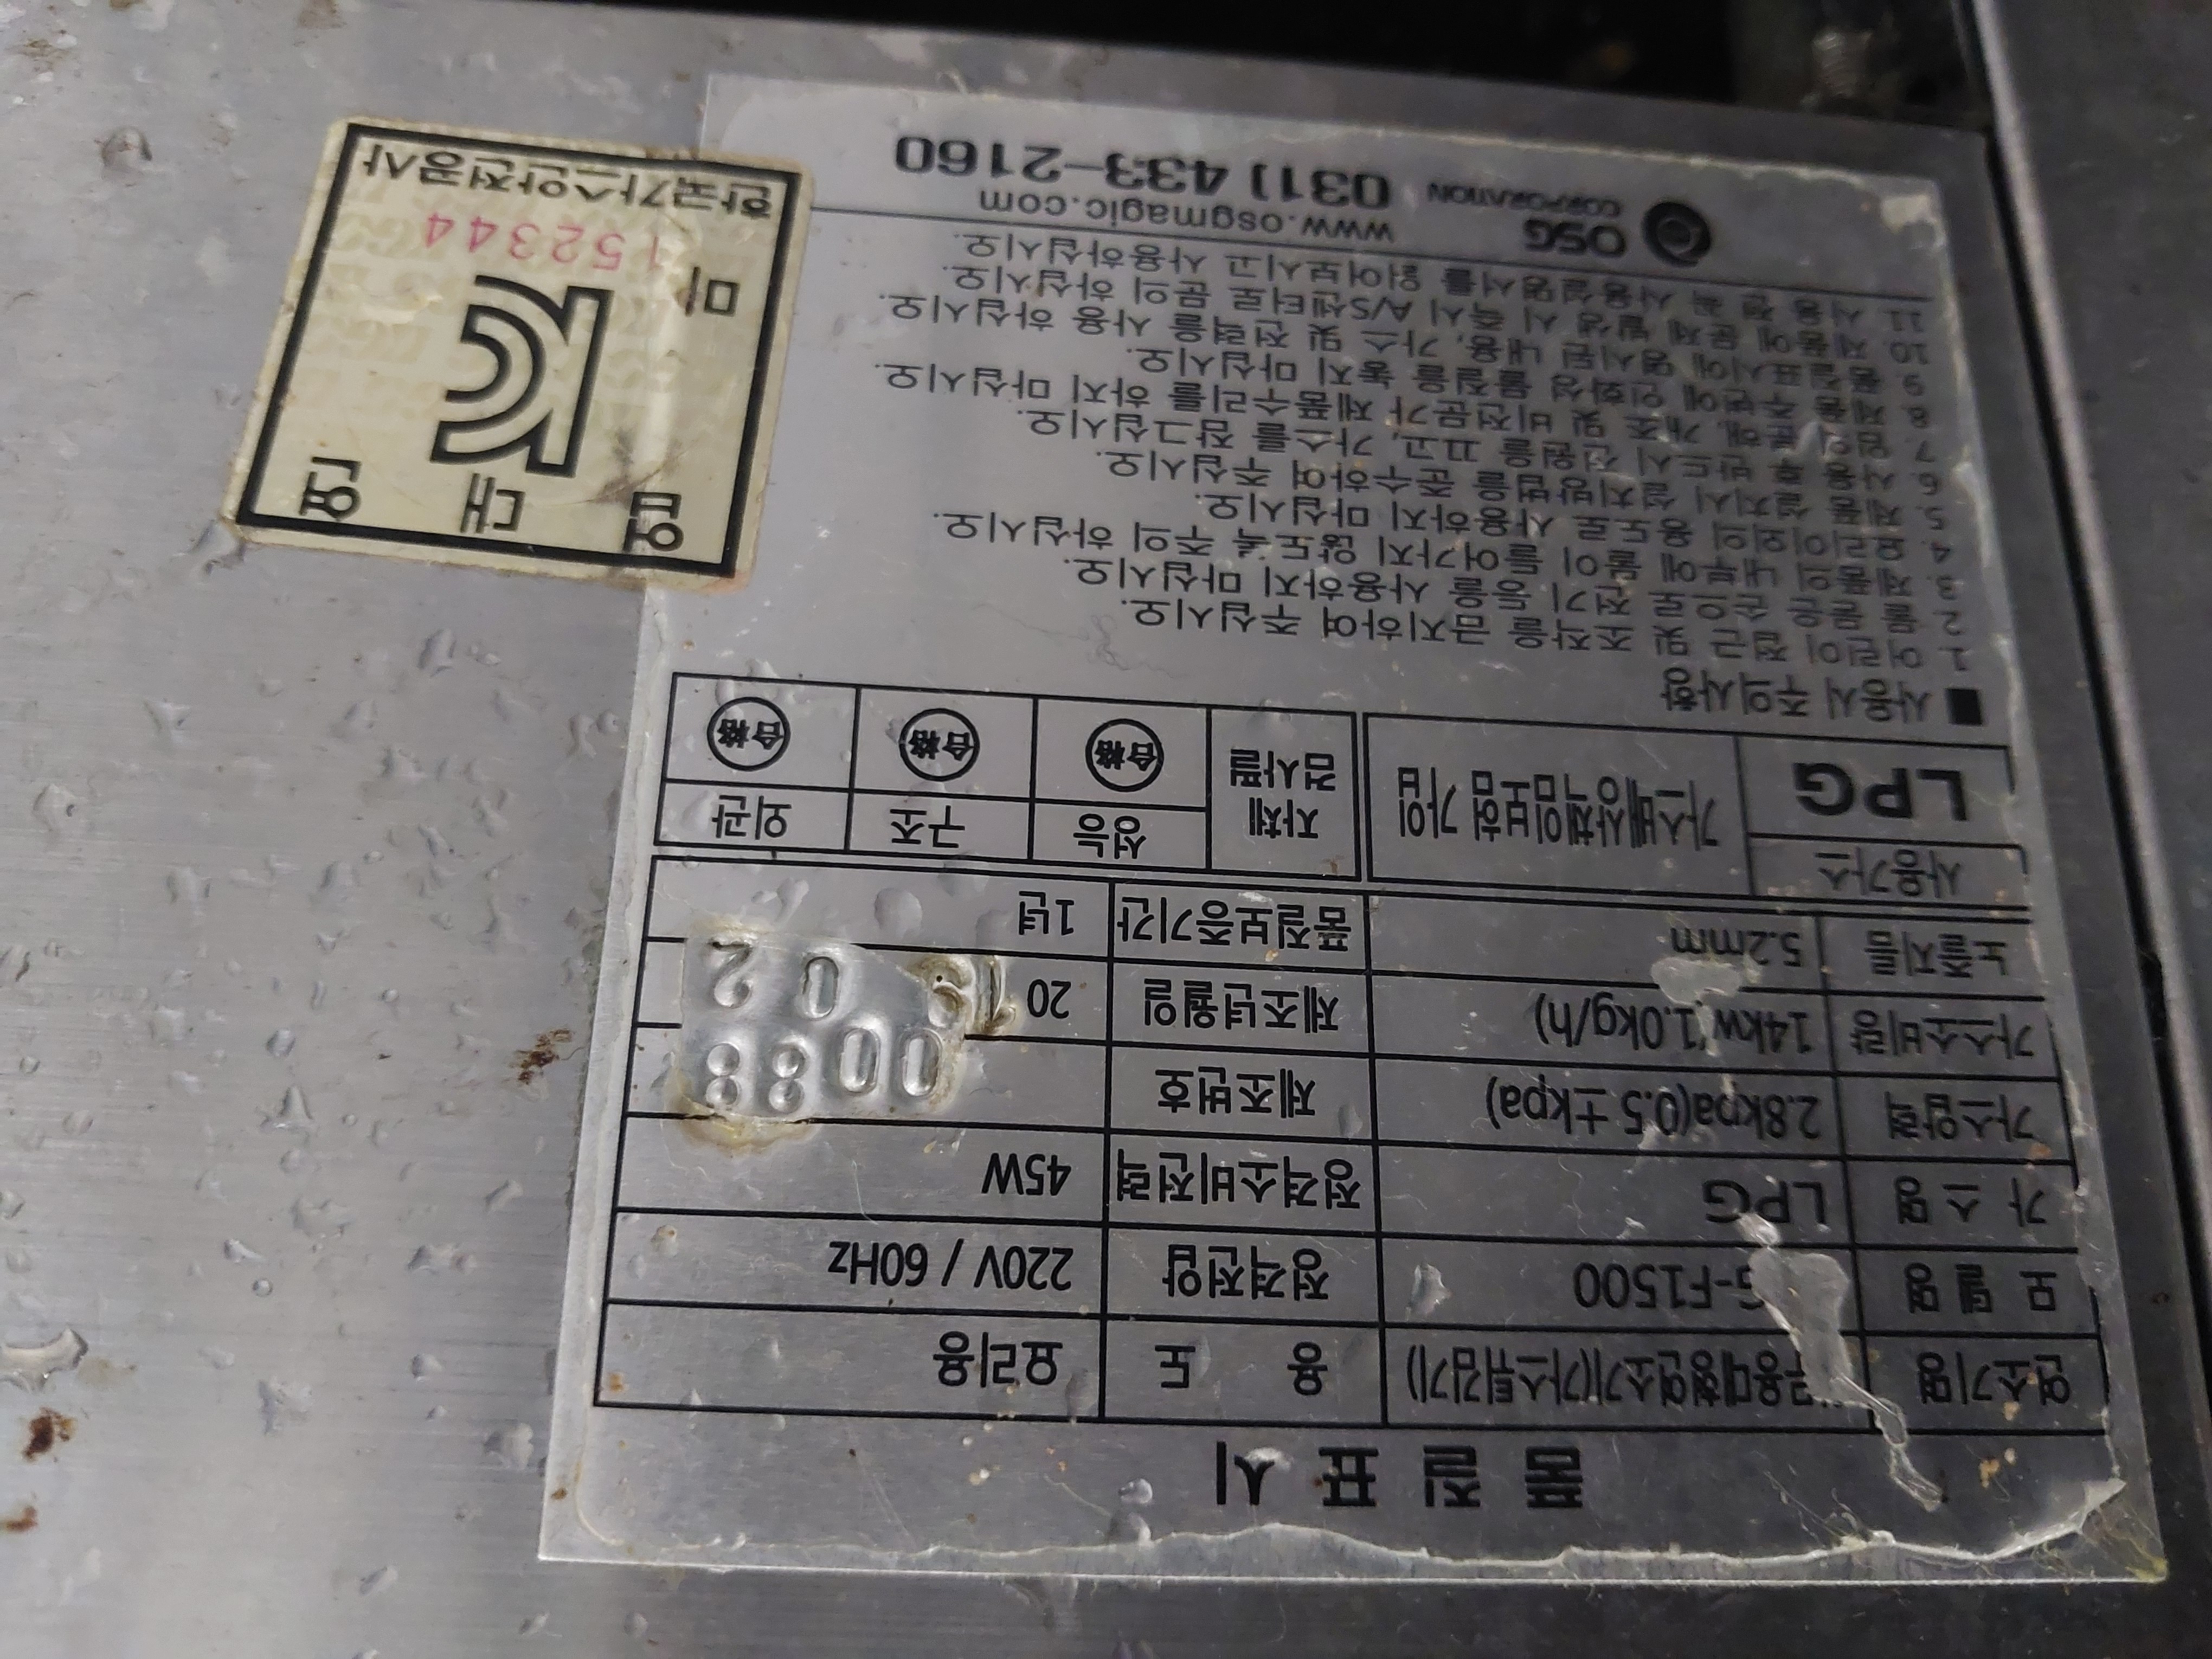 품 질 표 시
연소기명 용대형연소기(가스튀김기) 용 도 요리용
모 델 명 G-F1500 정격전압 220V / 60Hz
가 스 명 LPG 정격소비전력 45W
가스압력 2.8kpa(0.5±kpa) 제조번호 0088
가스소비량 14kw(1.0kg/h) 제조년월일 20 0 2
노즐지름 5.2mm 품질보증기간 1년
사용가스 가스배상책임보험 가입 자체 검사필 성능 구조 외관
LPG 合格 合格 合格
■ 사용시 주의사항
1. 어린이 접근 및 조작을 금지하여 주십시오.
2. 물 묻은 손으로 전기 등을 사용하지 마십시오.
3. 제품의 내부에 물이 들어가지 않도록 주의 하십시오.
4. 요리이외의 용도로 사용하지 마십시오.
5. 제품 설치시 설치방법을 준수하여 주십시오.
6. 사용 후 반드시 전원을 끄고, 가스를 잠그십시오.
7. 임의 분해, 개조 및 비전문가 제품수리를 하지 마십시오.
8. 제품 주변에 인화성 물질을 놓지 마십시오.
9. 품질표시에 명시된 내용, 가스 및 전력을 사용 하십시오.
10. 제품에 문제 발생 시 즉시 A/S센터로 문의 하십시오.
11. 사용 전 꼭 사용설명서를 읽어보시고 사용하십시오.
OSG CORPORATION
www.osgmagic.com
031) 433-2160
업 대 연
마
152344
한국가스안전공사